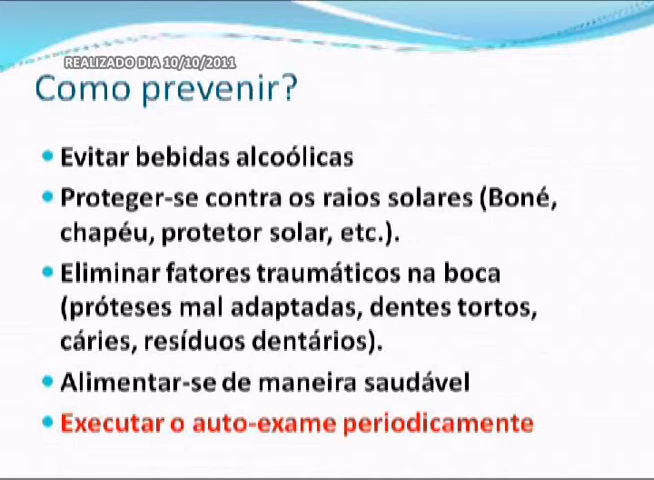 REALIZADO DIA 10/10/2011
Como prevenir?
• Evitar bebidas alcoólicas
• Proteger-se contra os raios solares (Boné,
chapéu, protetor solar, etc.).
• Eliminar fatores traumáticos na boca
(próteses mal adaptadas, dentes tortos,
cáries, resíduos dentários).
• Alimentar-se de maneira saudável
• Executar o auto-exame periodicamente